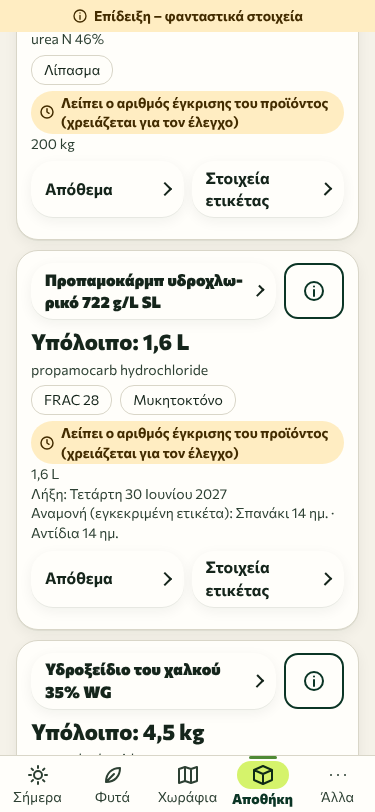 Επίδειξη – φανταστικά στοιχεία
urea N 46%
Λίπασμα
Λείπει ο αριθμός έγκρισης του προϊόντος
(χρειάζεται για τον έλεγχο)
200 kg
Απόθεμα
Στοιχεία
ετικέτας
Προπαμοκάρμπ υδροχλω-
ρικό 722 g/L SL
Υπόλοιπο: 1,6 L
propamocarb hydrochloride
FRAC 28
Μυκητοκτόνο
Λείπει ο αριθμός έγκρισης του προϊόντος
(χρειάζεται για τον έλεγχο)
1,6 L
Λήξη: Τετάρτη 30 Ιουνίου 2027
Αναμονή (εγκεκριμένη ετικέτα): Σπανάκι 14 ημ. ·
Αντίδια 14 ημ.
Απόθεμα
Στοιχεία
ετικέτας
Υδροξείδιο του χαλκού
35% WG
Υπόλοιπο: 4,5 kg
Σήμερα
Φυτά
Χωράφια
Αποθήκη
Άλλα